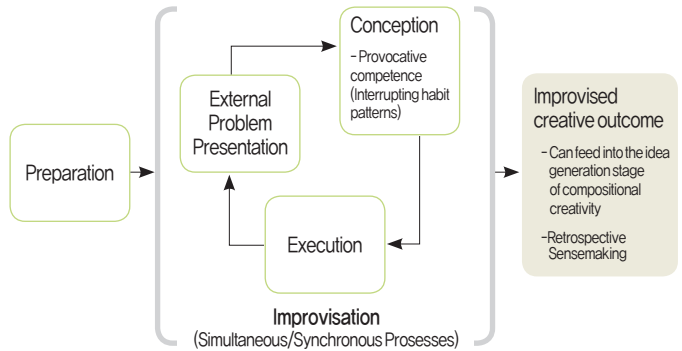 Preparation
External
Problem
Presentation
Conception
- Provocative
competence
(Interrupting habit
patterns)
Execution
Improvisation
(Simultaneous/Synchronous Prosesses)
Improvised
creative outcome
- Can feed into the idea
generation stage
of compositional
creativity
-Retrospective
Sensemaking